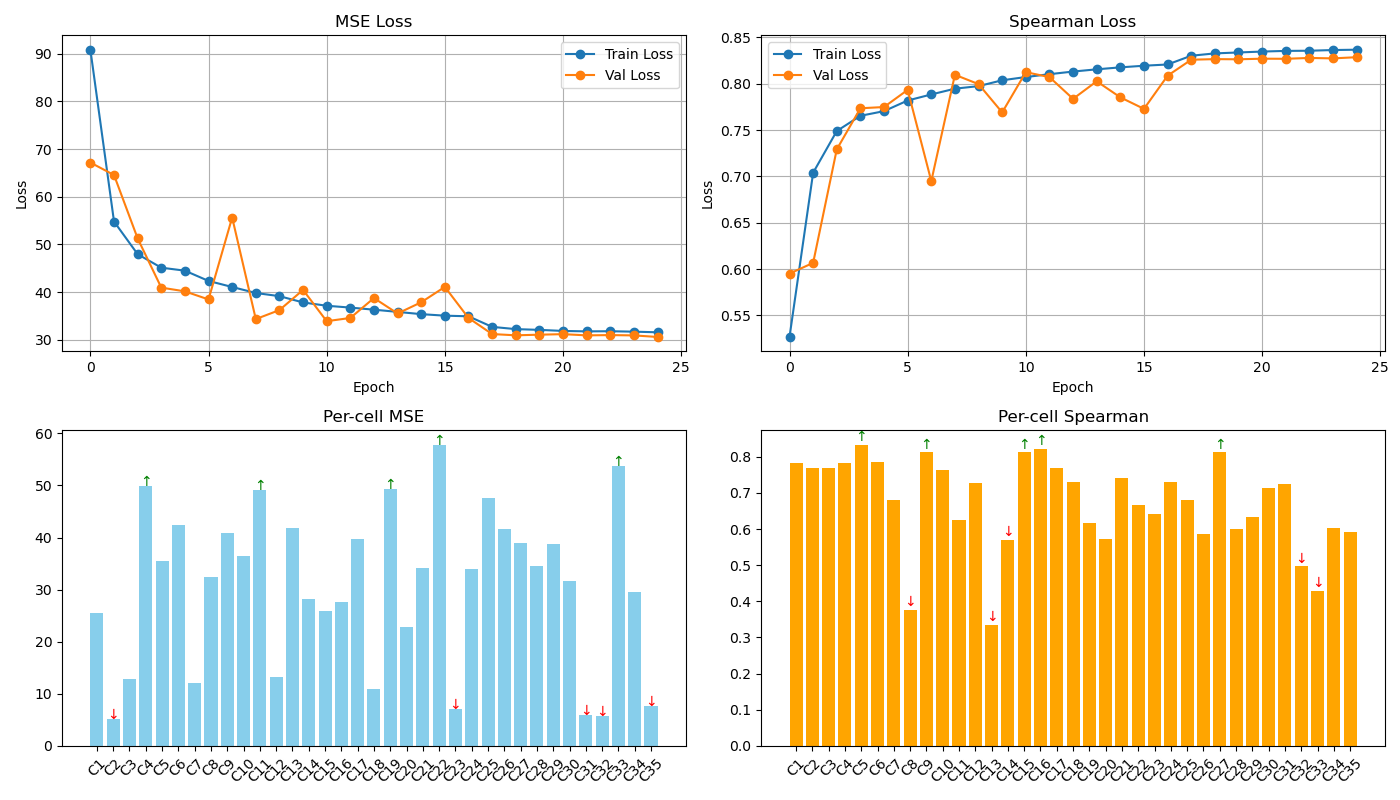 MSE Loss
90
80
70
60
50
40
30
Loss
Train Loss
Val Loss
0 5 10 15 20 25
Epoch
Spearman Loss
0.85
0.80
0.75
0.70
0.65
0.60
0.55
Loss
Train Loss
Val Loss
0 5 10 15 20 25
Epoch
Per-cell MSE
60
50
40
30
20
10
0
↑ ↑ ↑ ↑ ↑
↓ ↓ ↓ ↓ ↓
C1 C2 C3 C4 C5 C6 C7 C8 C9 C10 C11 C12 C13 C14 C15 C16 C17 C18 C19 C20 C21 C22 C23 C24 C25 C26 C27 C28 C29 C30 C31 C32 C33 C34 C35
Per-cell Spearman
0.8
0.7
0.6
0.5
0.4
0.3
0.2
0.1
0.0
↑ ↑ ↑ ↑ ↑
↓ ↓ ↓ ↓ ↓
C1 C2 C3 C4 C5 C6 C7 C8 C9 C10 C11 C12 C13 C14 C15 C16 C17 C18 C19 C20 C21 C22 C23 C24 C25 C26 C27 C28 C29 C30 C31 C32 C33 C34 C35